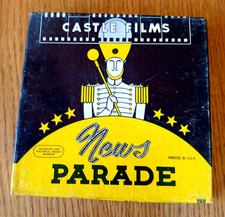 CASTLE FILMS
News
PRINTED IN U.S.A.
PARADE